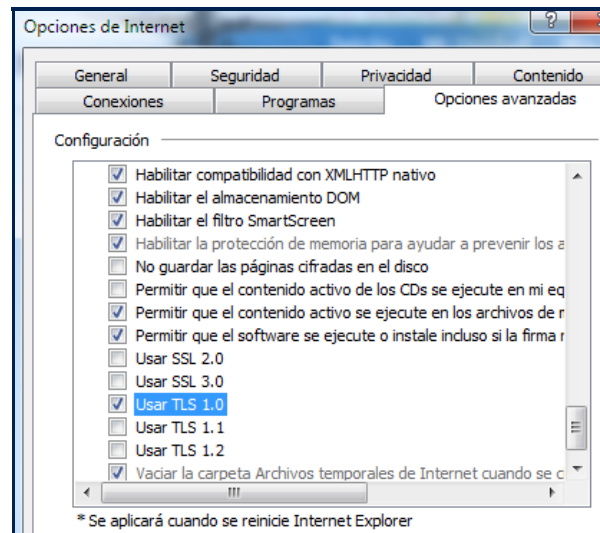 Opciones de Internet
General Seguridad Privacidad Contenido
Conexiones Programas Opciones avanzadas
Configuración
Habilitar compatibilidad con XMLHTTP nativo
Habilitar el almacenamiento DOM
Habilitar el filtro SmartScreen
Habilitar la protección de memoria para ayudar a prevenir los a
No guardar las páginas cifradas en el disco
Permitir que el contenido activo de los CDs se ejecute en mi eq
Permitir que el contenido activo se ejecute en los archivos de m
Permitir que el software se ejecute o instale incluso si la firma n
Usar SSL 2.0
Usar SSL 3.0
Usar TLS 1.0
Usar TLS 1.1
Usar TLS 1.2
Vaciar la carpeta Archivos temporales de Internet cuando se c
* Se aplicará cuando se reinicie Internet Explorer